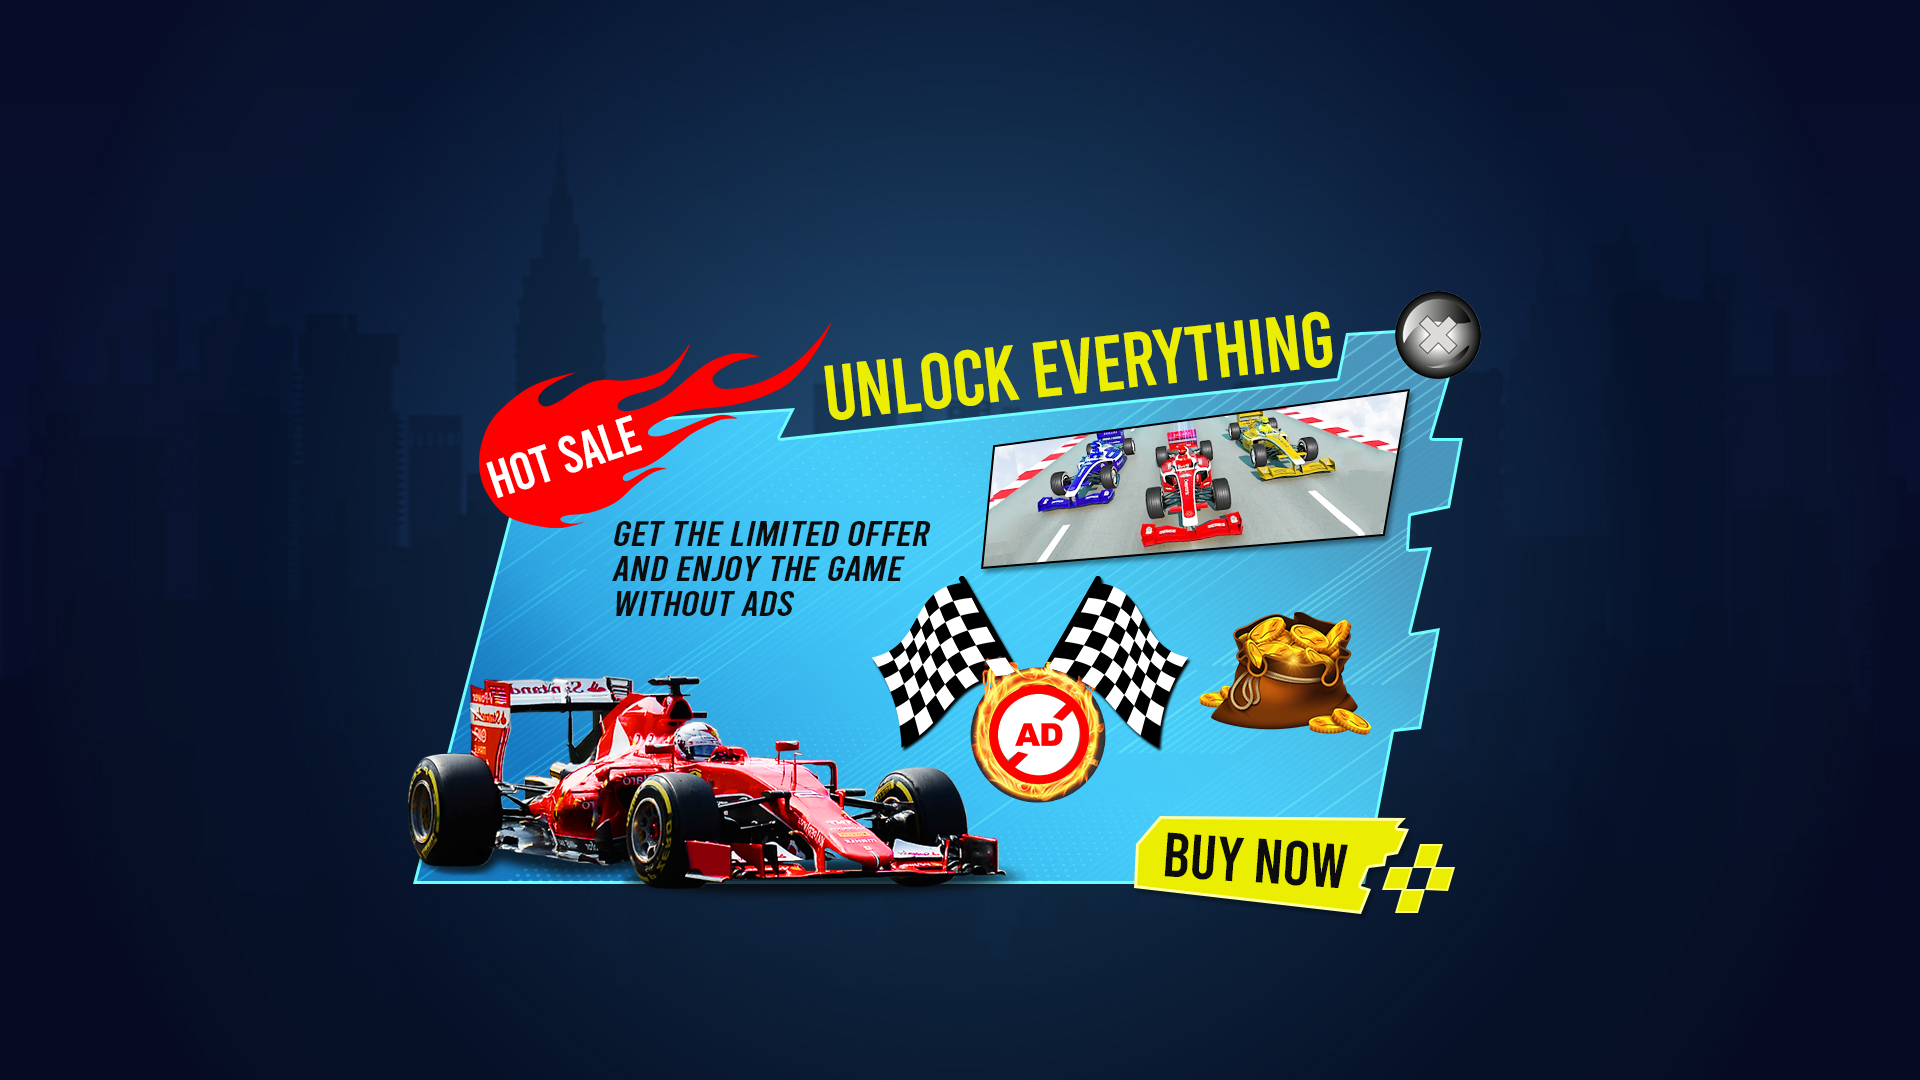 UNLOCK EVERYTHING
HOT SALE
GET THE LIMITED OFFER
AND ENJOY THE GAME
WITHOUT ADS
AD
BUY NOW